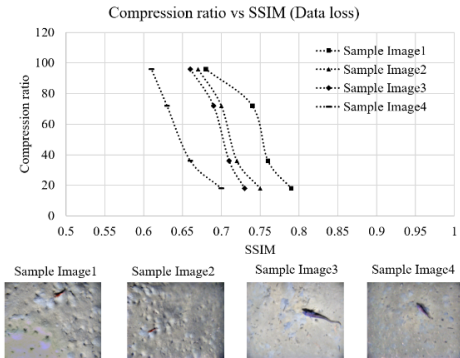 Compression ratio vs SSIM (Data loss)
120
100
80
60
40
20
0
Compression ratio
Sample Image1
Sample Image2
Sample Image3
Sample Image4
0.5 0.55 0.6 0.65 0.7 0.75 0.8 0.85 0.9 0.95 1
SSIM
Sample Image1 Sample Image2 Sample Image3 Sample Image4